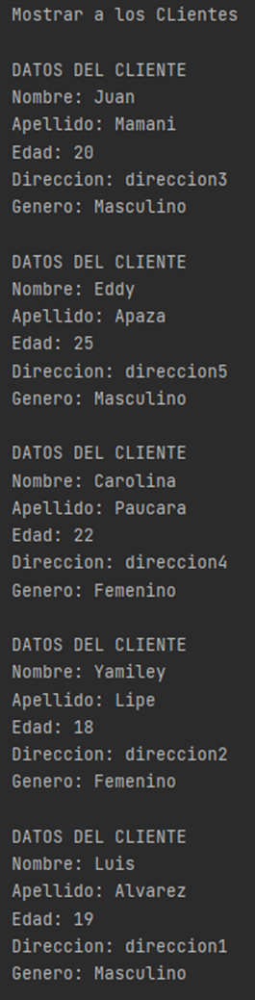 Mostrar a los CLientes
DATOS DEL CLIENTE
Nombre: Juan
Apellido: Mamani
Edad: 20
Direccion: direccion3
Genero: Masculino
DATOS DEL CLIENTE
Nombre: Eddy
Apellido: Apaza
Edad: 25
Direccion: direccion5
Genero: Masculino
DATOS DEL CLIENTE
Nombre: Carolina
Apellido: Paucara
Edad: 22
Direccion: direccion4
Genero: Femenino
DATOS DEL CLIENTE
Nombre: Yamiley
Apellido: Lipe
Edad: 18
Direccion: direccion2
Genero: Femenino
DATOS DEL CLIENTE
Nombre: Luis
Apellido: Alvarez
Edad: 19
Direccion: direccion1
Genero: Masculino